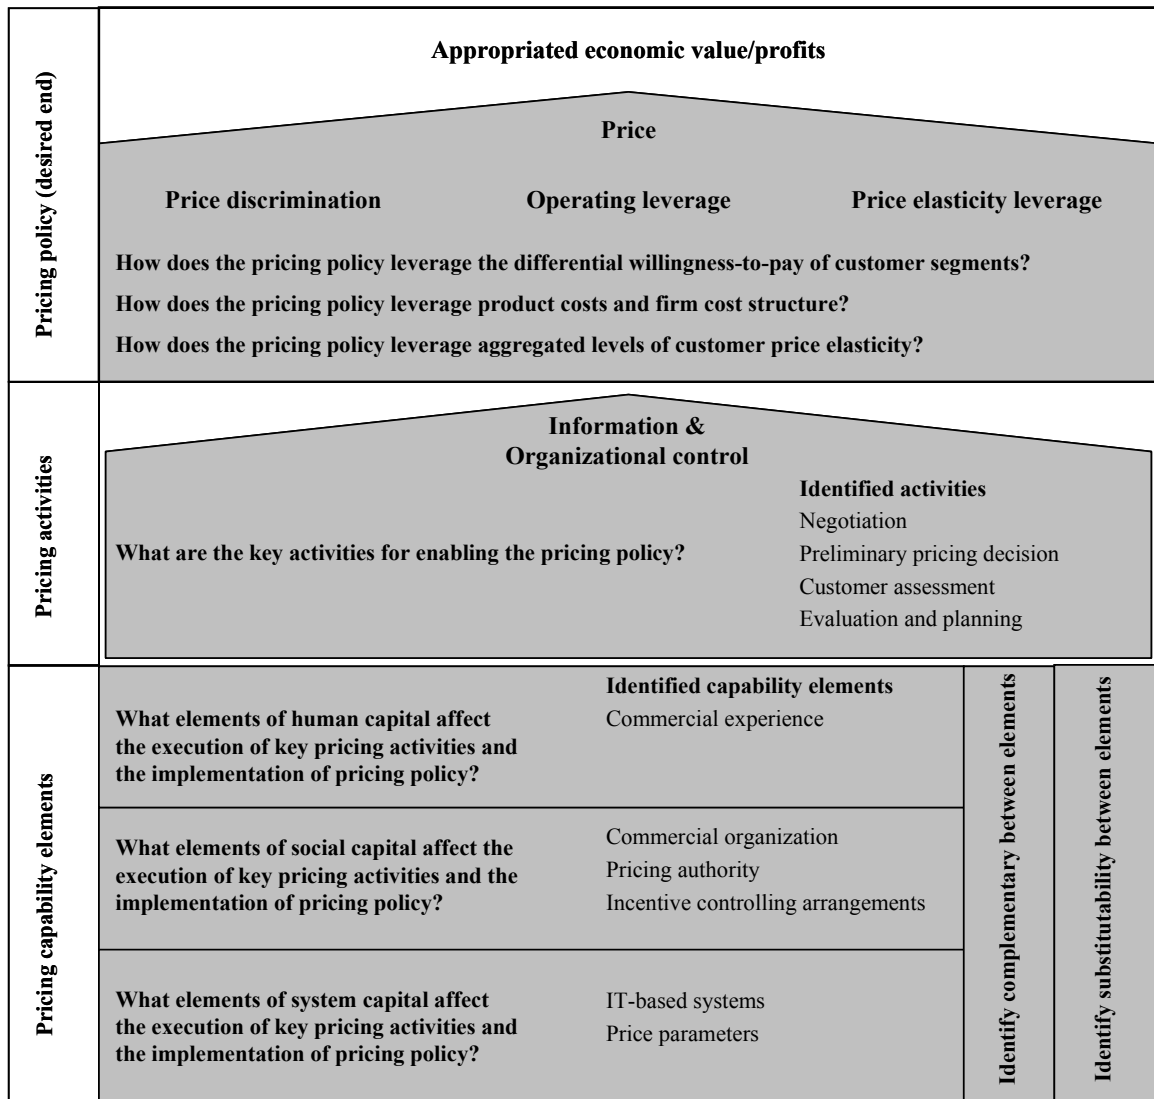 Pricing policy (desired end)
Appropriated economic value/profits
Price
Price discrimination
Operating leverage
Price elasticity leverage
How does the pricing policy leverage the differential willingness-to-pay of customer segments?
How does the pricing policy leverage product costs and firm cost structure?
How does the pricing policy leverage aggregated levels of customer price elasticity?
Pricing activities
Information &
Organizational control
What are the key activities for enabling the pricing policy?
Identified activities
Negotiation
Preliminary pricing decision
Customer assessment
Evaluation and planning
Pricing capability elements
What elements of human capital affect
the execution of key pricing activities and
the implementation of pricing policy?
Identified capability elements
Commercial experience
What elements of social capital affect the
execution of key pricing activities and the
implementation of pricing policy?
Commercial organization
Pricing authority
Incentive controlling arrangements
What elements of system capital affect
the execution of key pricing activities and
the implementation of pricing policy?
IT-based systems
Price parameters
Identify complementary between elements
Identify substitutability between elements